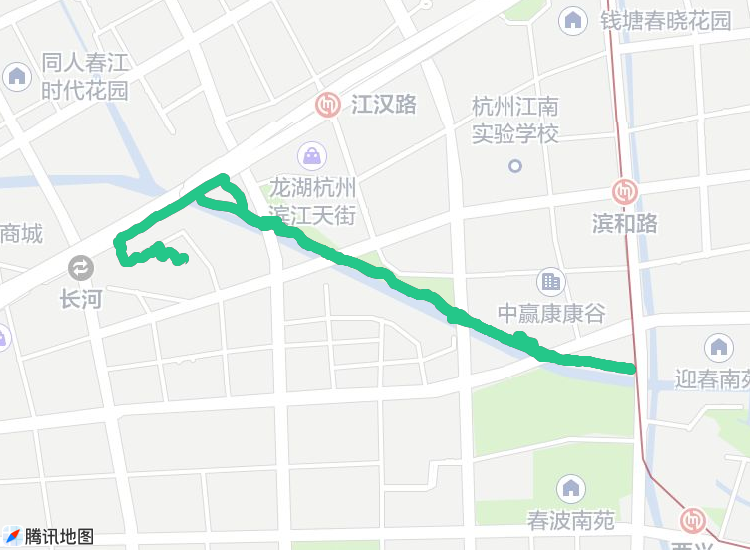 钱塘春晓花园
同人春江
时代花园
江汉路
杭州江南
实验学校
龙湖杭州
滨江天街
滨和路
商城
长河
中赢康康谷
迎春南苑
春波南苑
腾讯地图
西兴